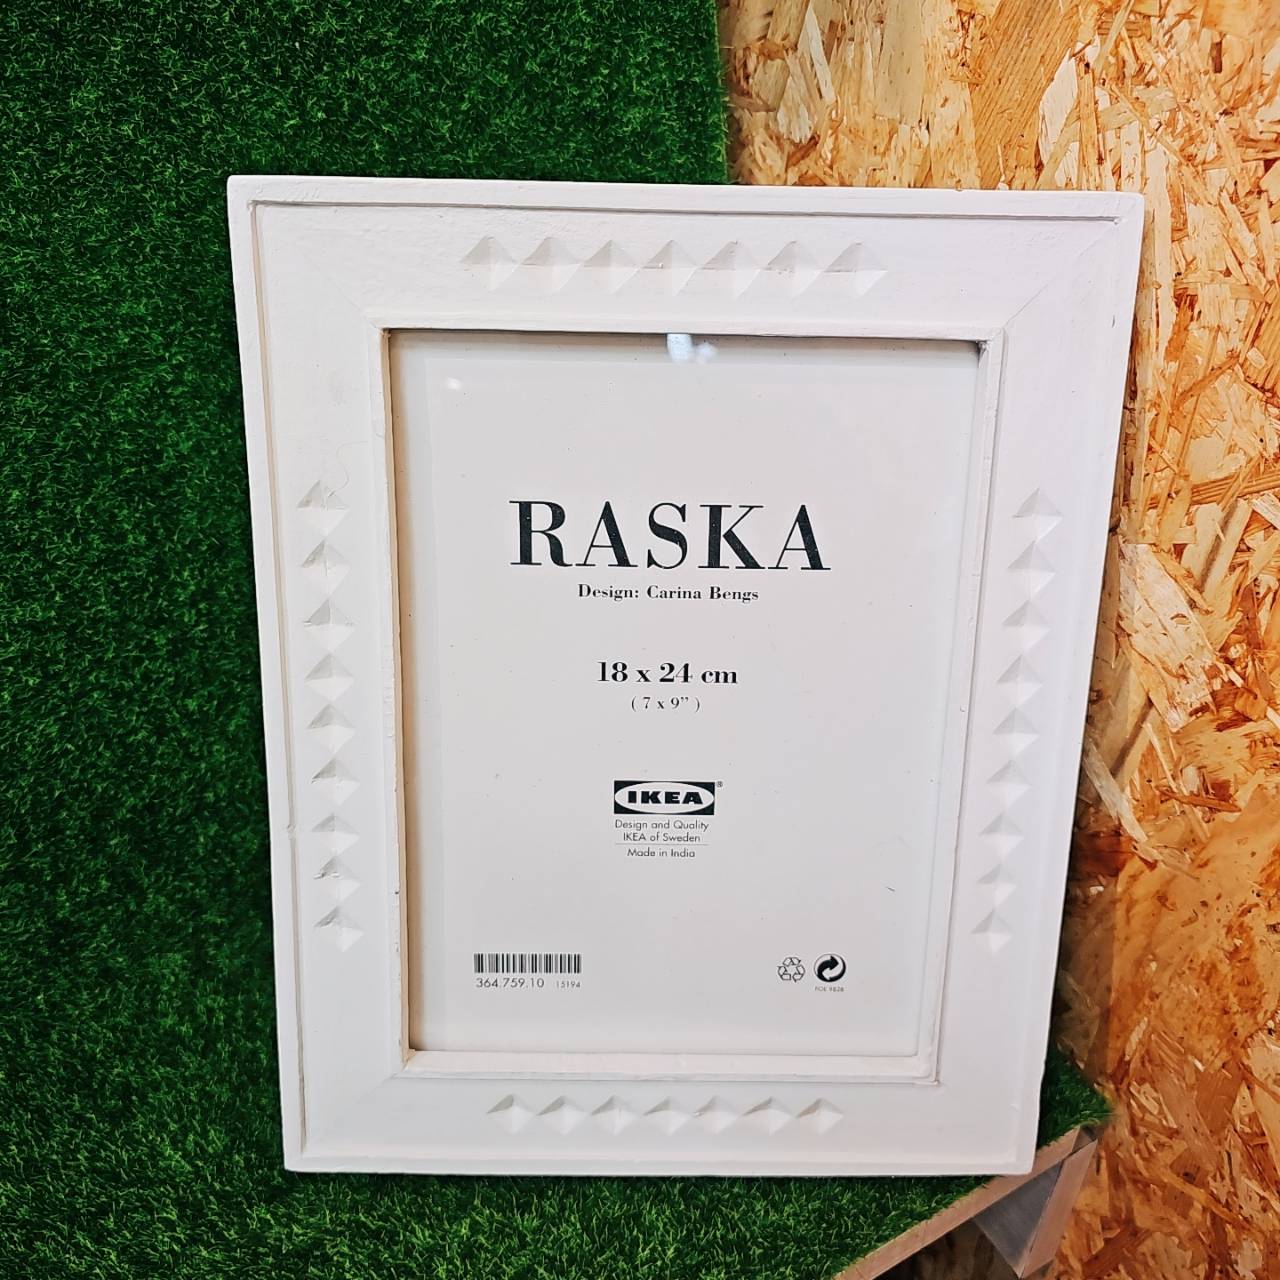 RASKA
Design: Carina Bengs
18 x 24 cm
( 7 x 9” )
IKEA®
Design and Quality
IKEA of Sweden
Made in India
364.759.10 15194